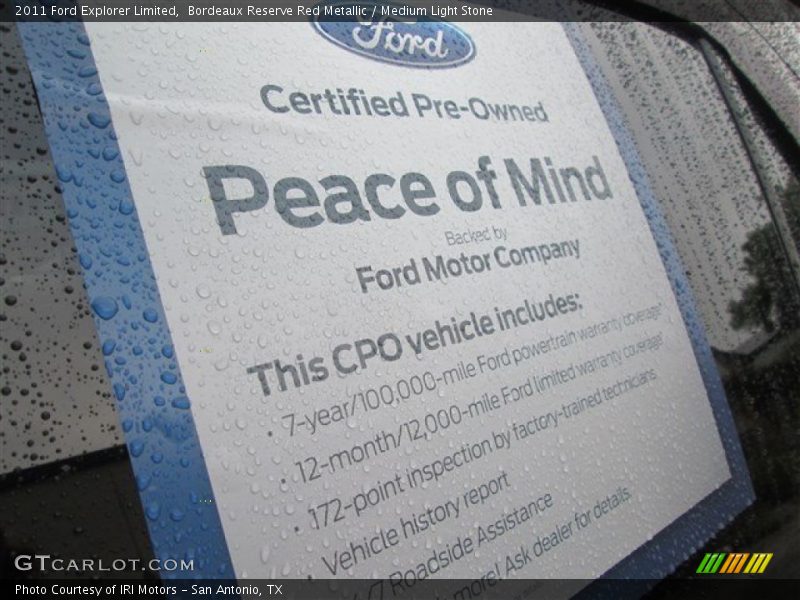 2011 Ford Explorer Limited, Bordeaux Reserve Red Metallic / Medium Light Stone
Ford
Certified Pre-Owned
Peace of Mind
Backed by
Ford Motor Company
This CPO vehicle includes:
· 7-year/100,000-mile Ford powertrain warranty coverage*
· 12-month/12,000-mile Ford limited warranty coverage*
· 172-point inspection by factory-trained technicians
· Vehicle history report
/7 Roadside Assistance
more! Ask dealer for details.
GTCARLOT.COM
Photo Courtesy of IRI Motors – San Antonio, TX